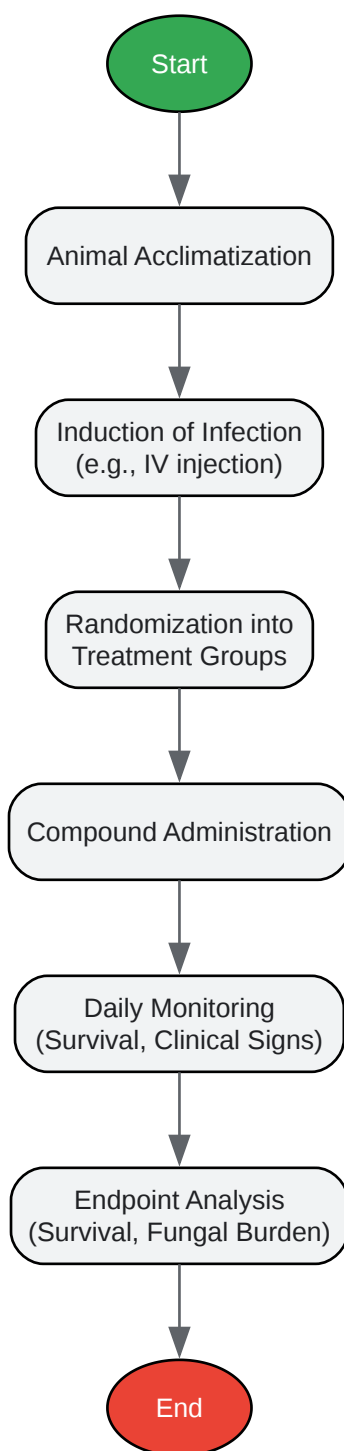 Start
Animal Acclimatization
Induction of Infection
(e.g., IV injection)
Randomization into
Treatment Groups
Compound Administration
Daily Monitoring
(Survival, Clinical Signs)
Endpoint Analysis
(Survival, Fungal Burden)
End